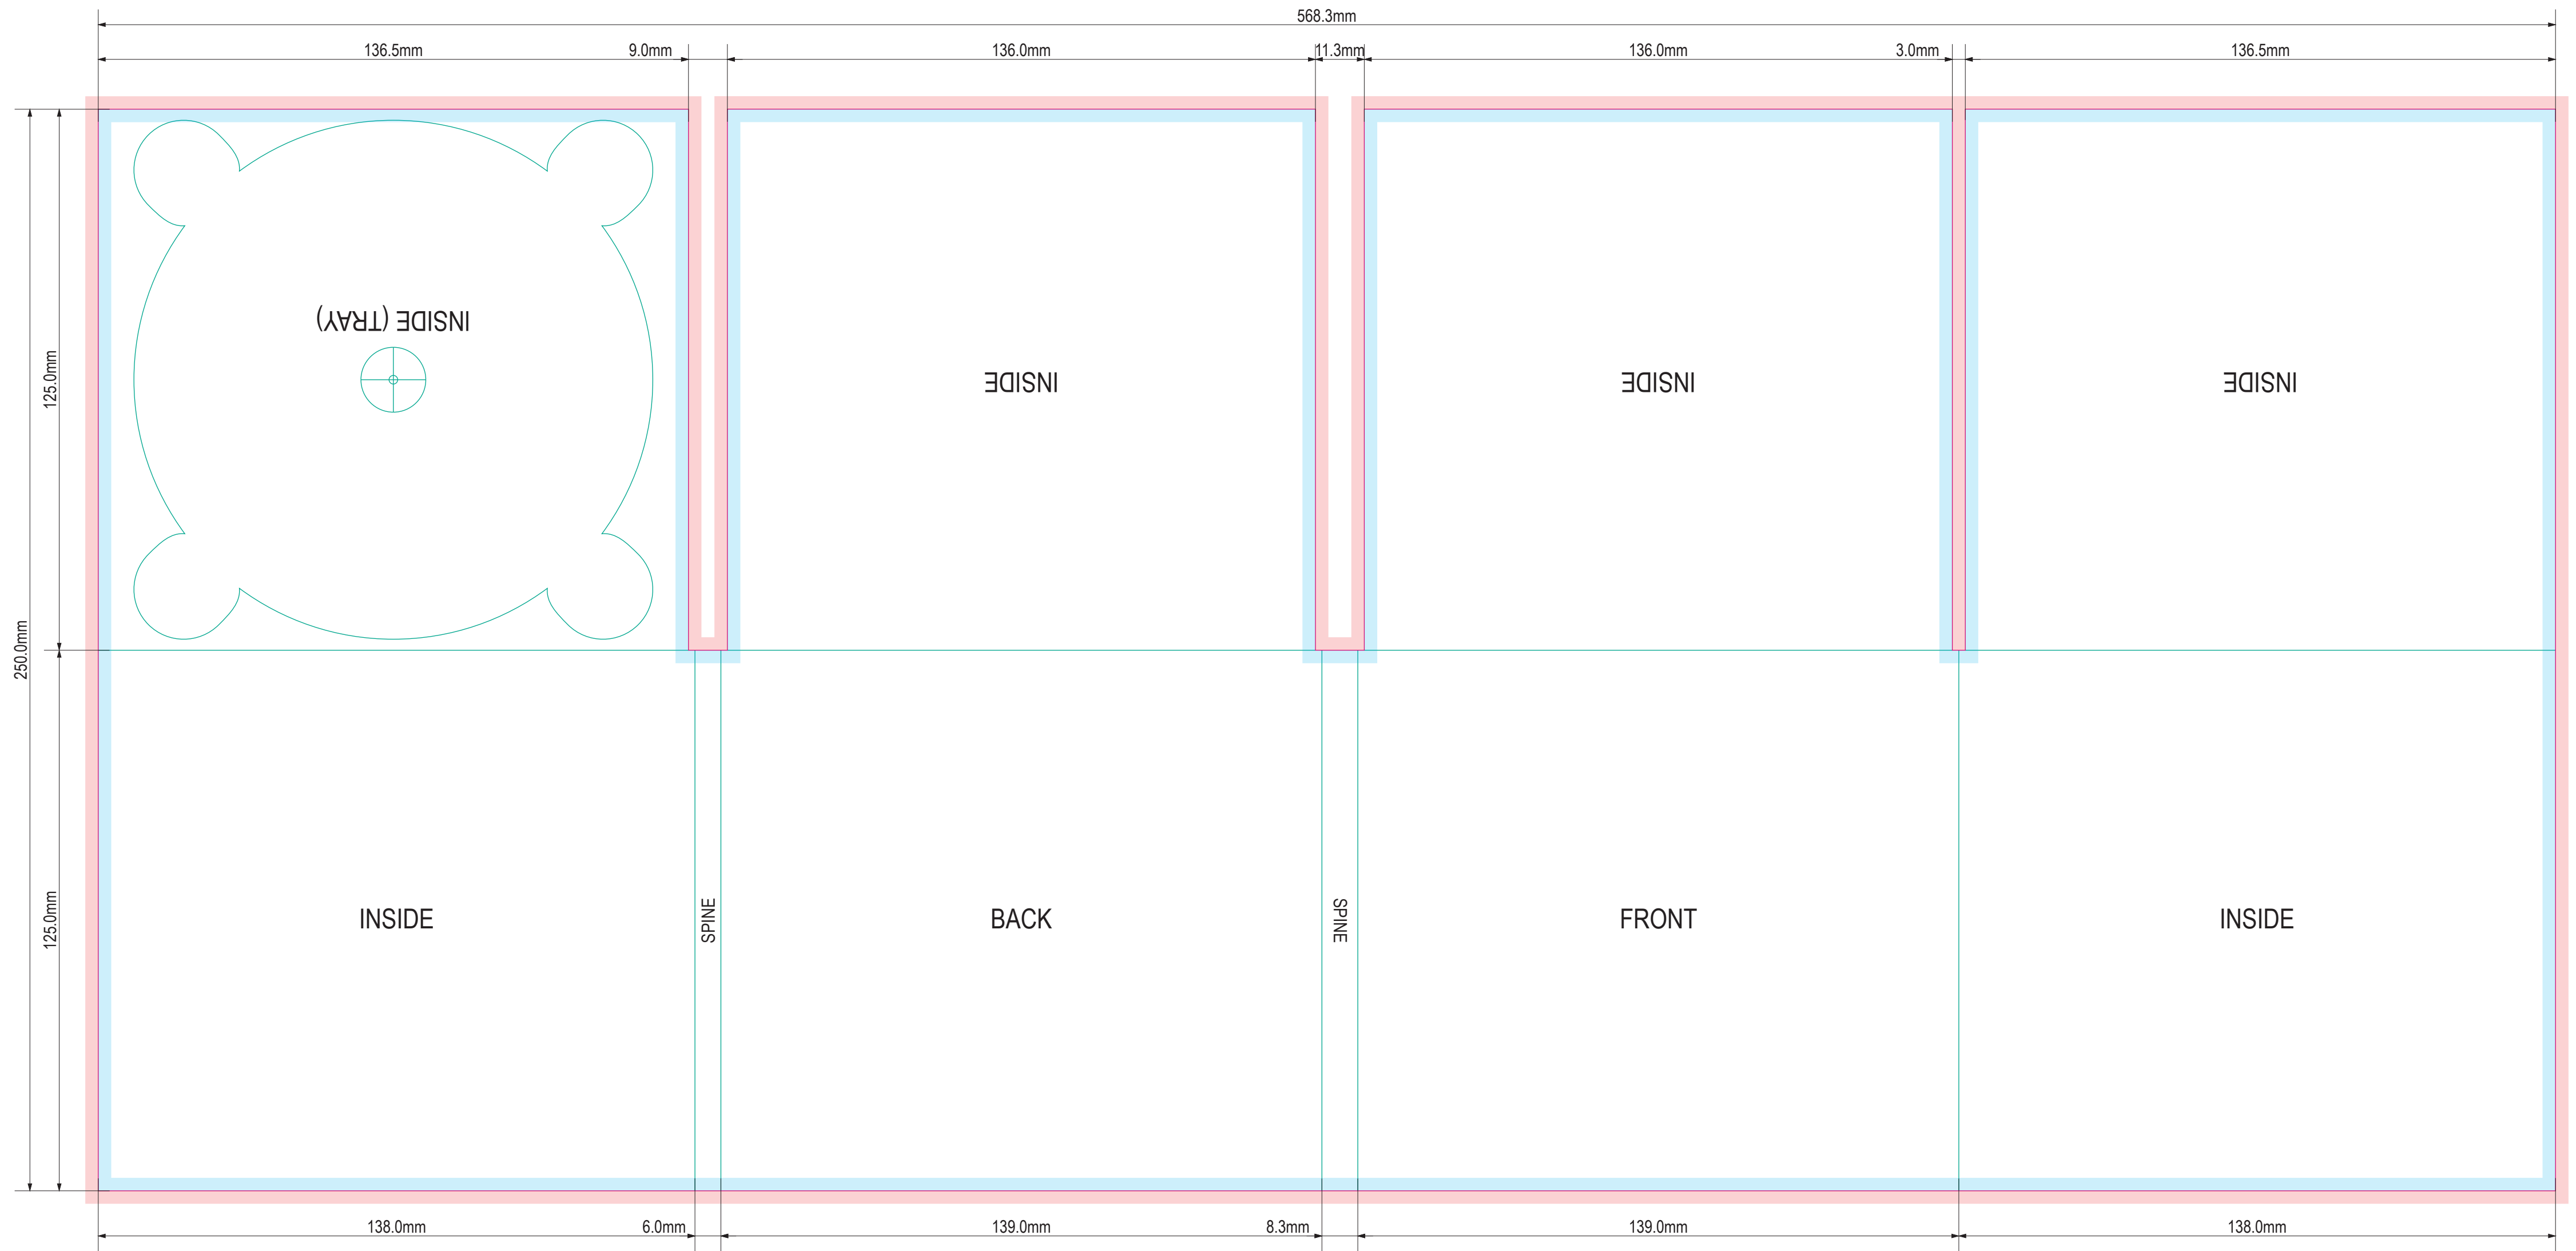 568.3mm
136.5mm
9.0mm
136.0mm
11.3mm
136.0mm
3.0mm
136.5mm
INSIDE (TRAY)
INSIDE
INSIDE
INSIDE
125.0mm
250.0mm
125.0mm
INSIDE
SPINE
BACK
SPINE
FRONT
INSIDE
138.0mm
6.0mm
139.0mm
8.3mm
139.0mm
138.0mm